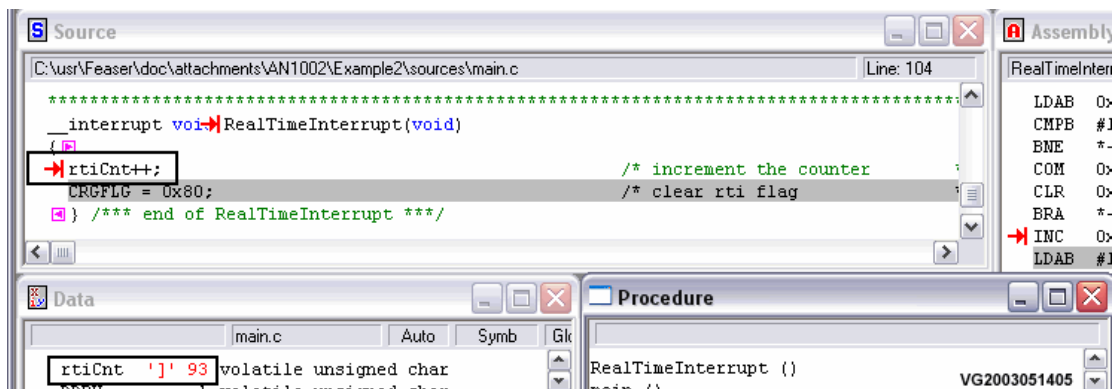 Source
Assembly
C:\usr\Feaser\doc\attachments\AN1002\Example2\sources\main.c
Line: 104
__interrupt void RealTimeInterrupt(void)
{
rtiCnt++; /* increment the counter
CRGFLG = 0x80; /* clear rti flag
} /*** end of RealTimeInterrupt ***/
LDAB
CMPB
BNE
COM
CLR
BRA
INC
LDAB
Data
main.c Auto Symb
rtiCnt ']' 93 volatile unsigned char
volatile unsigned char
Procedure
RealTimeInterrupt ()
main ()
VG2003051405